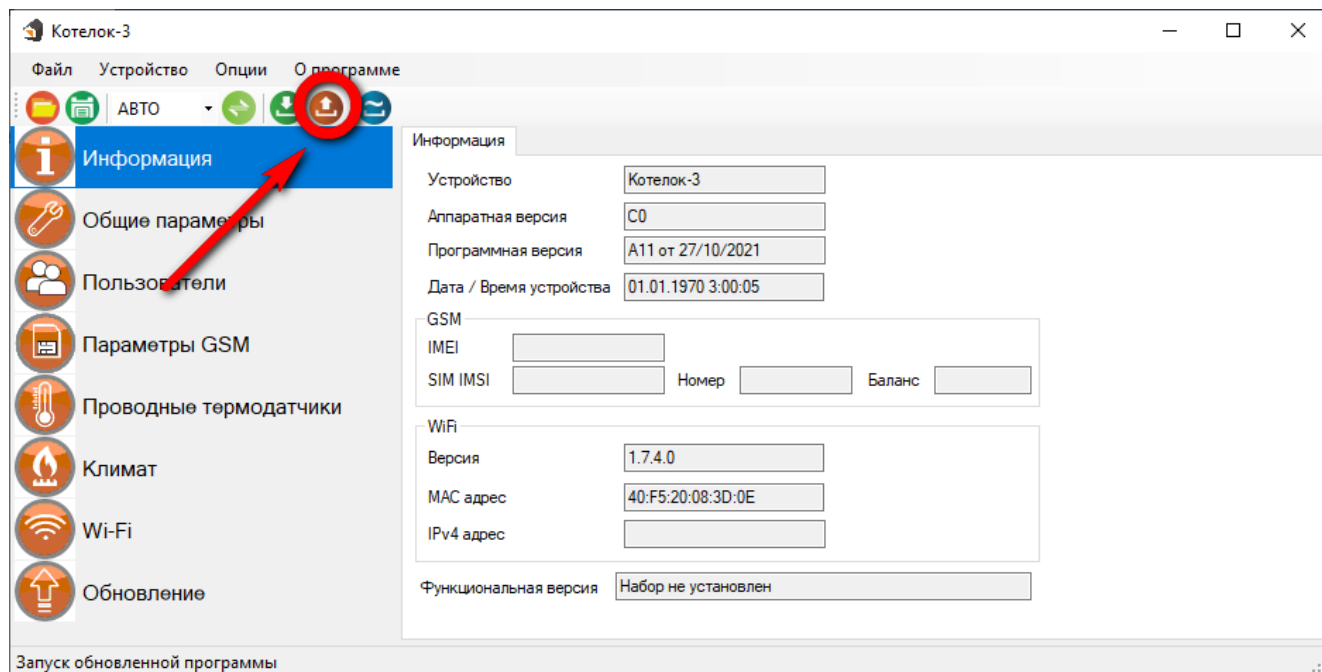 Котелок-3
Файл Устройство Опции О программе
АВТО
Информация
Общие параметры
Пользователи
Параметры GSM
Проводные термодатчики
Климат
Wi-Fi
Обновление
Информация
Устройство Котелок-3
Аппаратная версия C0
Программная версия A11 от 27/10/2021
Дата / Время устройства 01.01.1970 3:00:05
GSM
IMEI
SIM IMSI Номер Баланс
WiFi
Версия 1.7.4.0
MAC адрес 40:F5:20:08:3D:0E
IPv4 адрес
Функциональная версия Набор не установлен
Запуск обновленной программы